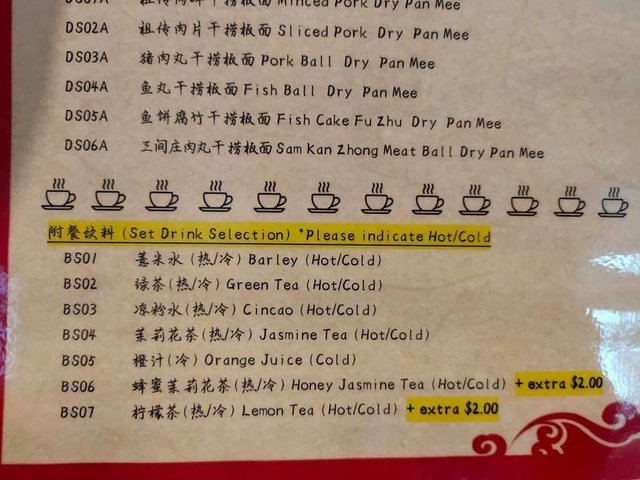 Minced Pork Dry Pan Mee
DS02A 祖传肉片干捞板面 Sliced Pork Dry Pan Mee
DS03A 猪肉丸干捞板面 Pork Ball Dry Pan Mee
DS04A 鱼丸干捞板面 Fish Ball Dry Pan Mee
DS05A 鱼饼腐竹干捞板面 Fish Cake Fu Zhu Dry Pan Mee
DS06A 三间庄肉丸干捞板面 Sam Kan Zhong Meat Ball Dry Pan Mee
附餐饮料 (Set Drink Selection) *Please indicate Hot/Cold
BS01 薏米水 (热/冷) Barley (Hot/Cold)
BS02 绿茶 (热/冷) Green Tea (Hot/Cold)
BS03 凉粉水 (热/冷) Cincao (Hot/Cold)
BS04 茉莉花茶 (热/冷) Jasmine Tea (Hot/Cold)
BS05 橙汁 (冷) Orange Juice (Cold)
BS06 蜂蜜茉莉花茶 (热/冷) Honey Jasmine Tea (Hot/Cold) + extra $2.00
BS07 柠檬茶 (热/冷) Lemon Tea (Hot/Cold) + extra $2.00